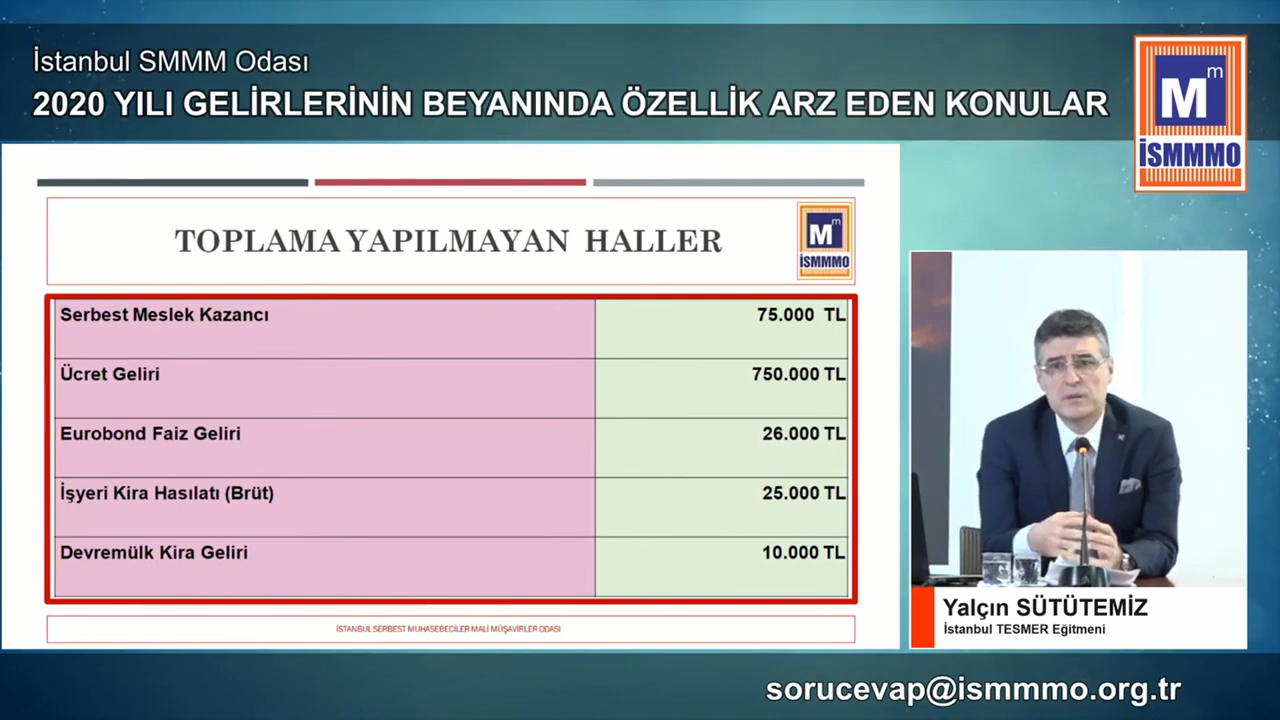 İstanbul SMMM Odası
2020 YILI GELİRLERİNİN BEYANINDA ÖZELLİK ARZ EDEN KONULAR
Mm
İSMMMO
TOPLAMA YAPILMAYAN HALLER
Mm
İSMMMO
Serbest Meslek Kazancı 75.000 TL
Ücret Geliri 750.000 TL
Eurobond Faiz Geliri 26.000 TL
İşyeri Kira Hasılatı (Brüt) 25.000 TL
Devremülk Kira Geliri 10.000 TL
İSTANBUL SERBEST MUHASEBECİLER MALİ MÜŞAVİRLER ODASI
Yalçın SÜTÜTEMİZ
İstanbul TESMER Eğitmeni
sorucevap@ismmmo.org.tr